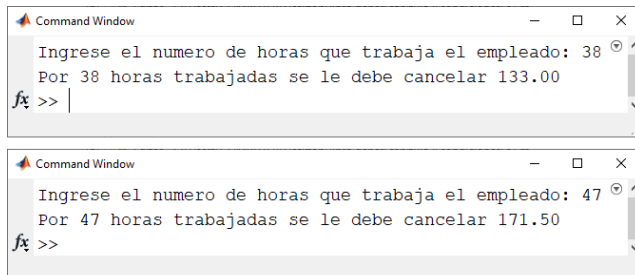 Command Window
Ingrese el numero de horas que trabaja el empleado: 38
Por 38 horas trabajadas se le debe cancelar 133.00
fx >>
Command Window
Ingrese el numero de horas que trabaja el empleado: 47
Por 47 horas trabajadas se le debe cancelar 171.50
fx >>